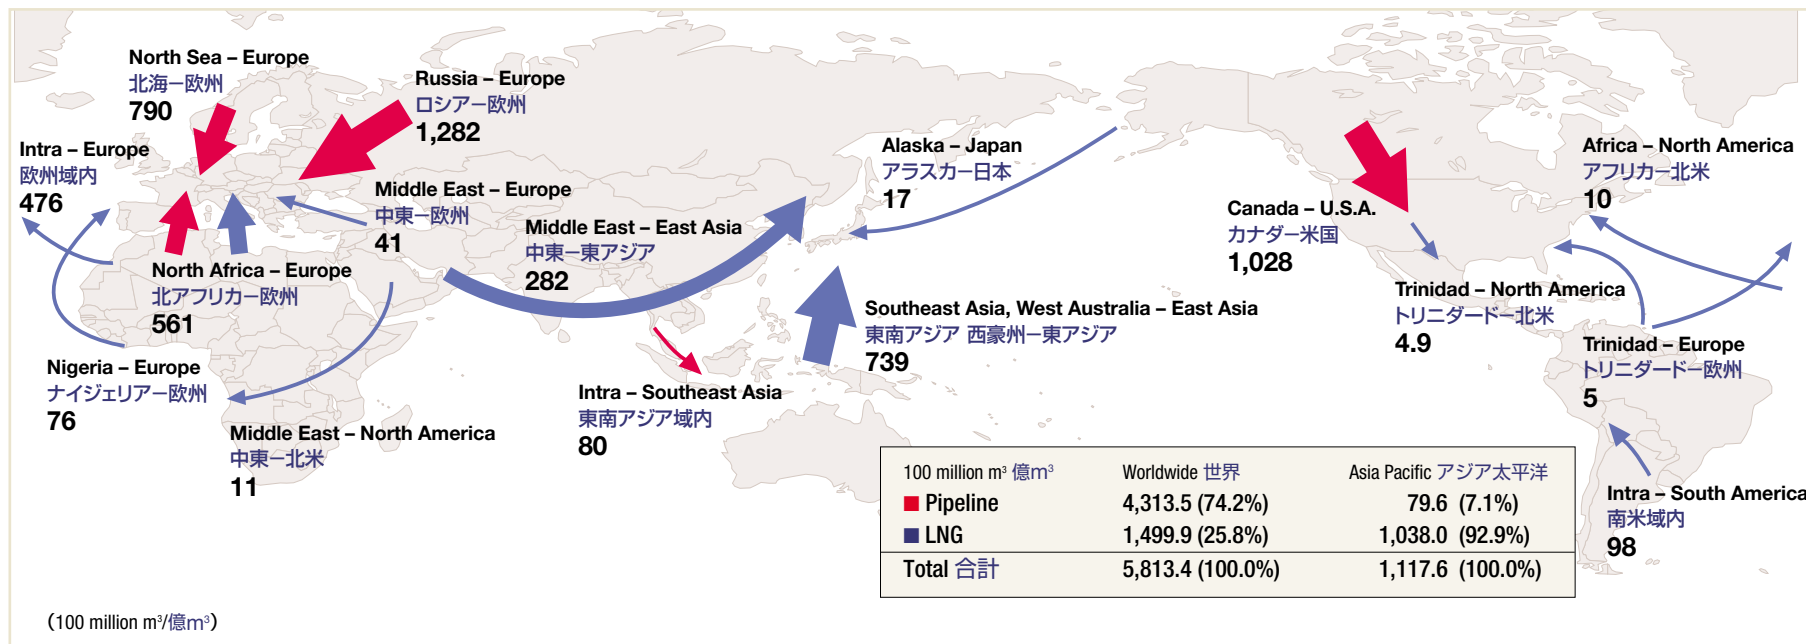 North Sea – Europe
北海ー欧州
790
Russia – Europe
ロシアー欧州
1,282
Intra – Europe
欧州域内
476
Middle East – Europe
中東ー欧州
41
North Africa – Europe
北アフリカー欧州
561
Nigeria – Europe
ナイジェリアー欧州
76
Middle East – North America
中東ー北米
11
Middle East – East Asia
中東ー東アジア
282
Alaska – Japan
アラスカー日本
17
Southeast Asia, West Australia – East Asia
東南アジア 西豪州ー東アジア
739
Intra – Southeast Asia
東南アジア域内
80
Canada – U.S.A.
カナダー米国
1,028
Africa – North America
アフリカー北米
10
Trinidad – North America
トリニダードー北米
4.9
Trinidad – Europe
トリニダードー欧州
5
Intra – South America
南米域内
98
100 million m³ 億m³ Worldwide 世界 Asia Pacific アジア太平洋
Pipeline 4,313.5 (74.2%) 79.6 (7.1%)
LNG 1,499.9 (25.8%) 1,038.0 (92.9%)
Total 合計 5,813.4 (100.0%) 1,117.6 (100.0%)
(100 million m³/億m³)